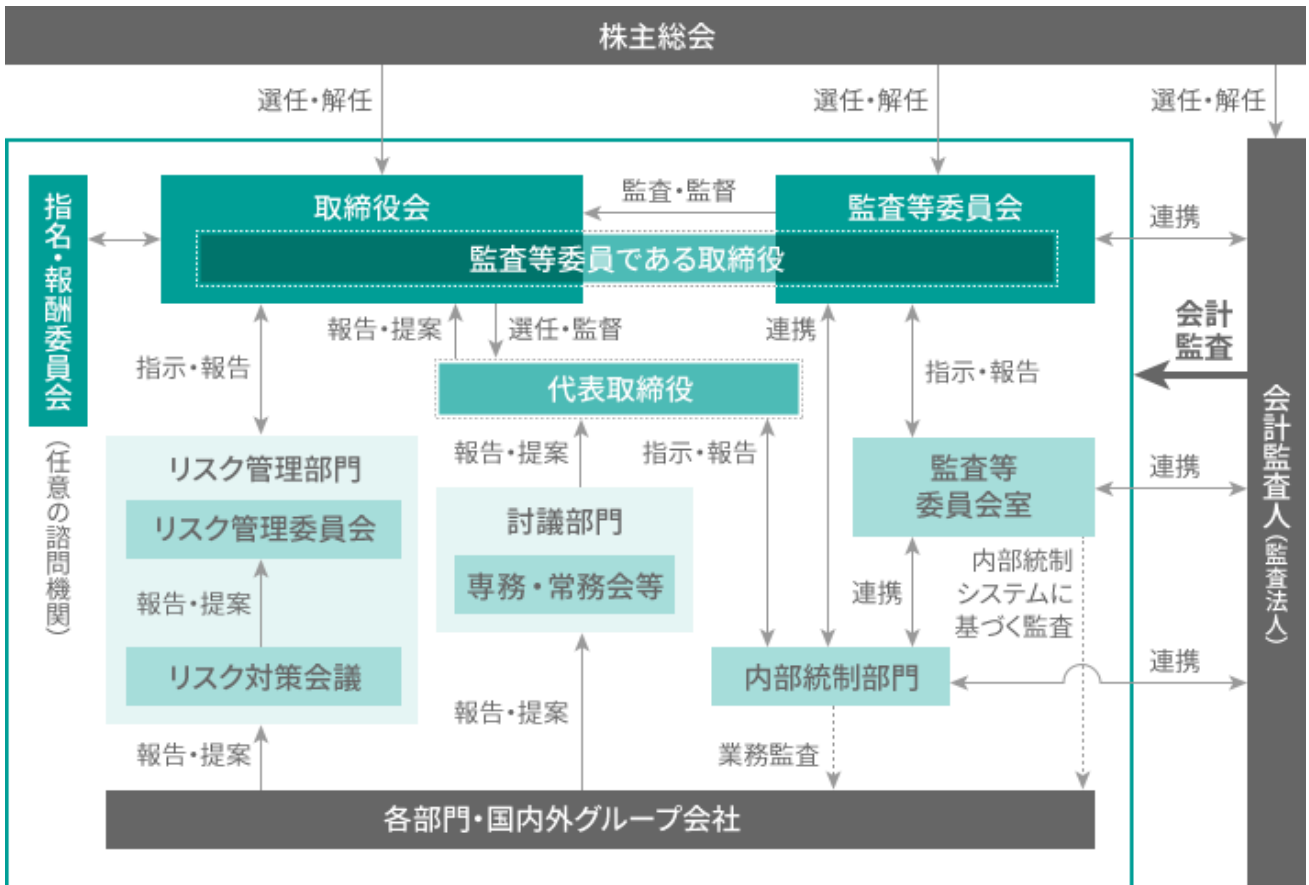 株主総会
選任・解任
選任・解任
選任・解任
指名・報酬委員会
(任意の諮問機関)
取締役会
監査・監督
監査等委員会
監査等委員である取締役
連携
会計
監査
会計監査人(監査法人)
報告・提案
選任・監督
連携
指示・報告
指示・報告
代表取締役
報告・提案
指示・報告
リスク管理部門
リスク管理委員会
報告・提案
リスク対策会議
討議部門
専務・常務会等
監査等
委員会室
連携
連携
内部統制
システムに
基づく監査
内部統制部門
連携
報告・提案
報告・提案
業務監査
各部門・国内外グループ会社